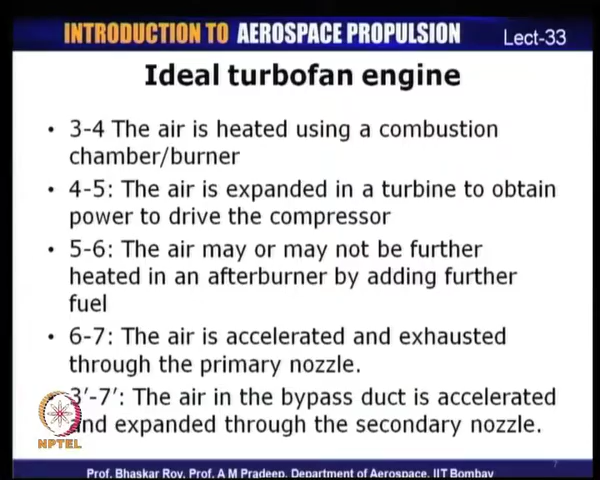 INTRODUCTION TO AEROSPACE PROPULSION
Lect-33
Ideal turbofan engine
• 3-4 The air is heated using a combustion
chamber/burner
• 4-5: The air is expanded in a turbine to obtain
power to drive the compressor
• 5-6: The air may or may not be further
heated in an afterburner by adding further
fuel
• 6-7: The air is accelerated and exhausted
through the primary nozzle.
3'-7': The air in the bypass duct is accelerated
and expanded through the secondary nozzle.
NPTEL
Prof. Bhaskar Roy, Prof. A M Pradeep, Department of Aerospace, IIT Bombay
7